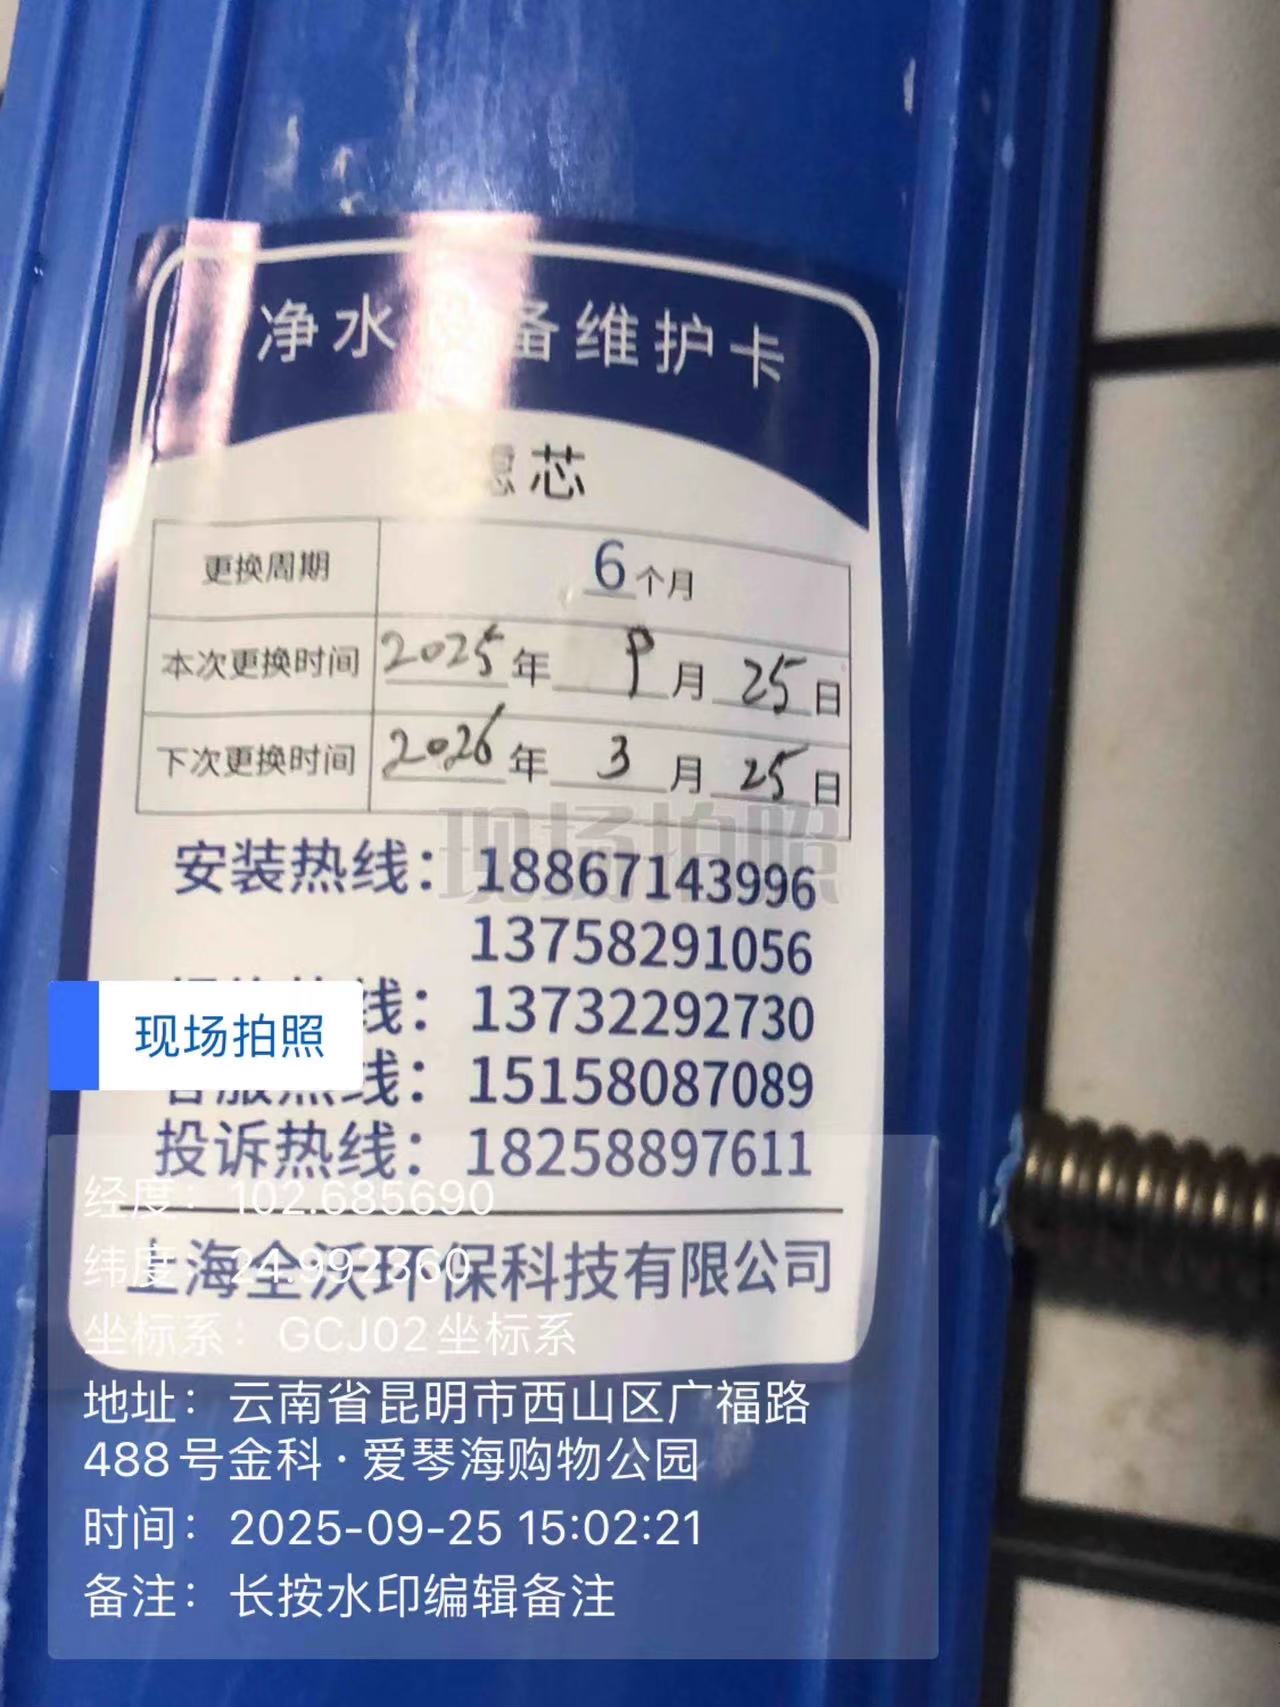 净水设备维护卡
滤芯
更换周期 6个月
本次更换时间 2025年 9月 25日
下次更换时间 2026年 3月 25日
现场拍照
安装热线：18867143996
13758291056
线：13732292730
现场拍照
客服热线：15158087089
投诉热线：18258897611
经度：102.685690
纬度：24.992360
上海全沃环保科技有限公司
坐标系：GCJ02坐标系
地址：云南省昆明市西山区广福路
488号金科·爱琴海购物公园
时间：2025-09-25 15:02:21
备注：长按水印编辑备注